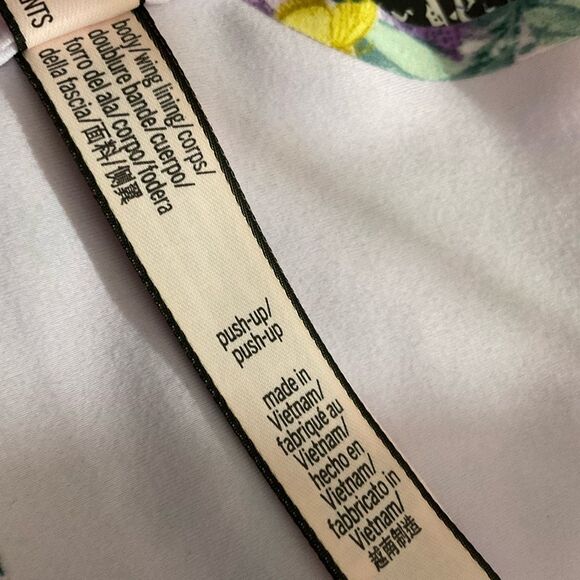 NTS
body/wing lining/corps/
doublure bande/cuerpo/
forro del ala/corpo/fodera
della fascia/面料/侧翼
push-up/
push-up
made in
Vietnam/
fabriqué au
Vietnam/
hecho en
Vietnam/
fabbricato in
Vietnam/
越南制造